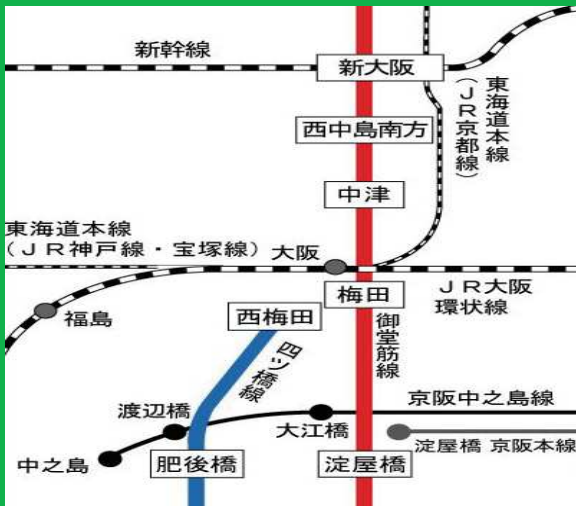 新幹線
新大阪
東海道本線
(JR京都線)
西中島南方
中津
東海道本線
(JR神戸線・宝塚線)
大阪
梅田
JR大阪
環状線
福島
西梅田
御堂筋線
四ツ橋線
京阪中之島線
渡辺橋
大江橋
淀屋橋 京阪本線
中之島
肥後橋
淀屋橋